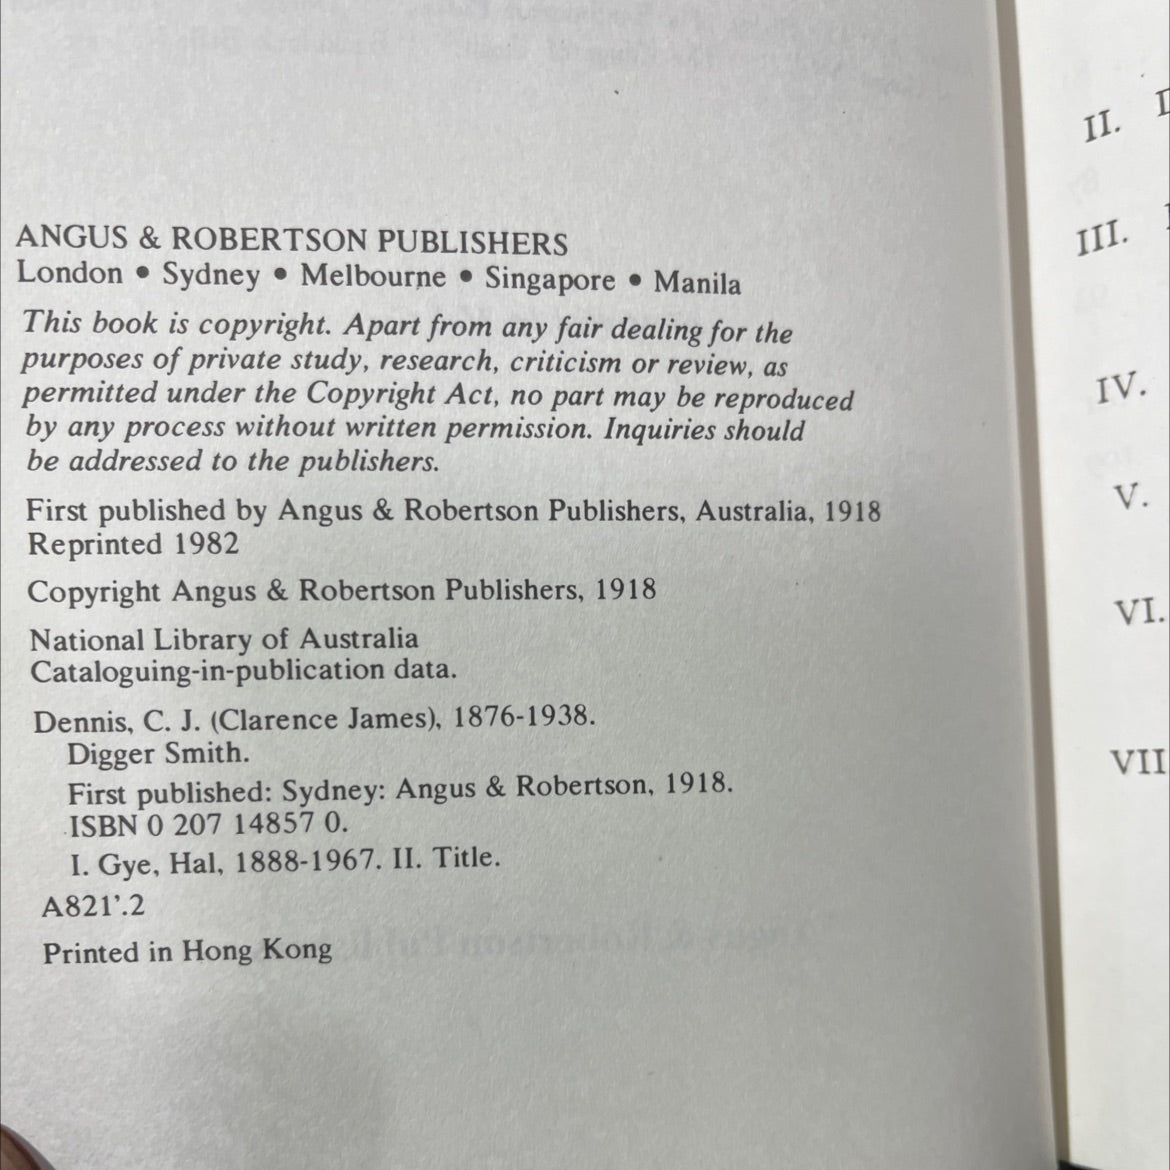 ANGUS & ROBERTSON PUBLISHERS
London • Sydney • Melbourne • Singapore • Manila
This book is copyright. Apart from any fair dealing for the
purposes of private study, research, criticism or review, as
permitted under the Copyright Act, no part may be reproduced
by any process without written permission. Inquiries should
be addressed to the publishers.
First published by Angus & Robertson Publishers, Australia, 1918
Reprinted 1982
Copyright Angus & Robertson Publishers, 1918
National Library of Australia
Cataloguing-in-publication data.
Dennis, C. J. (Clarence James), 1876-1938.
Digger Smith.
First published: Sydney: Angus & Robertson, 1918.
ISBN 0 207 14857 0.
I. Gye, Hal, 1888-1967. II. Title.
A821'.2
Printed in Hong Kong
II.
III.
IV.
V.
VI.
VII